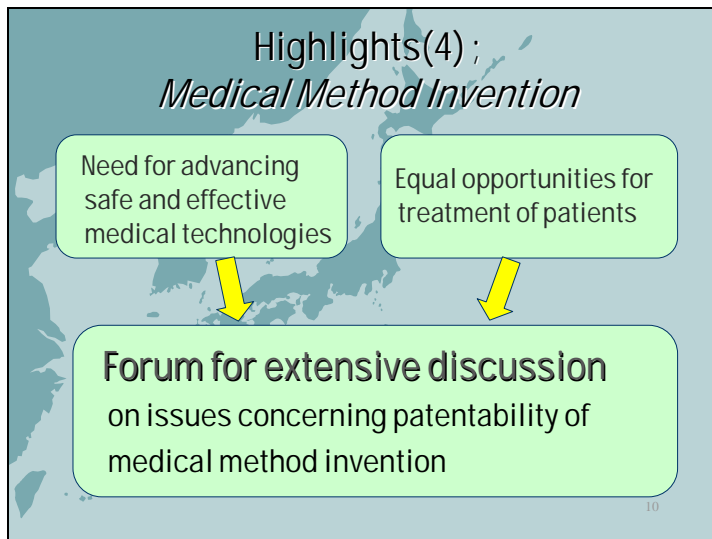 Highlights(4) ;
Medical Method Invention
Need for advancing
safe and effective
medical technologies
Equal opportunities for
treatment of patients
Forum for extensive discussion
on issues concerning patentability of
medical method invention
10